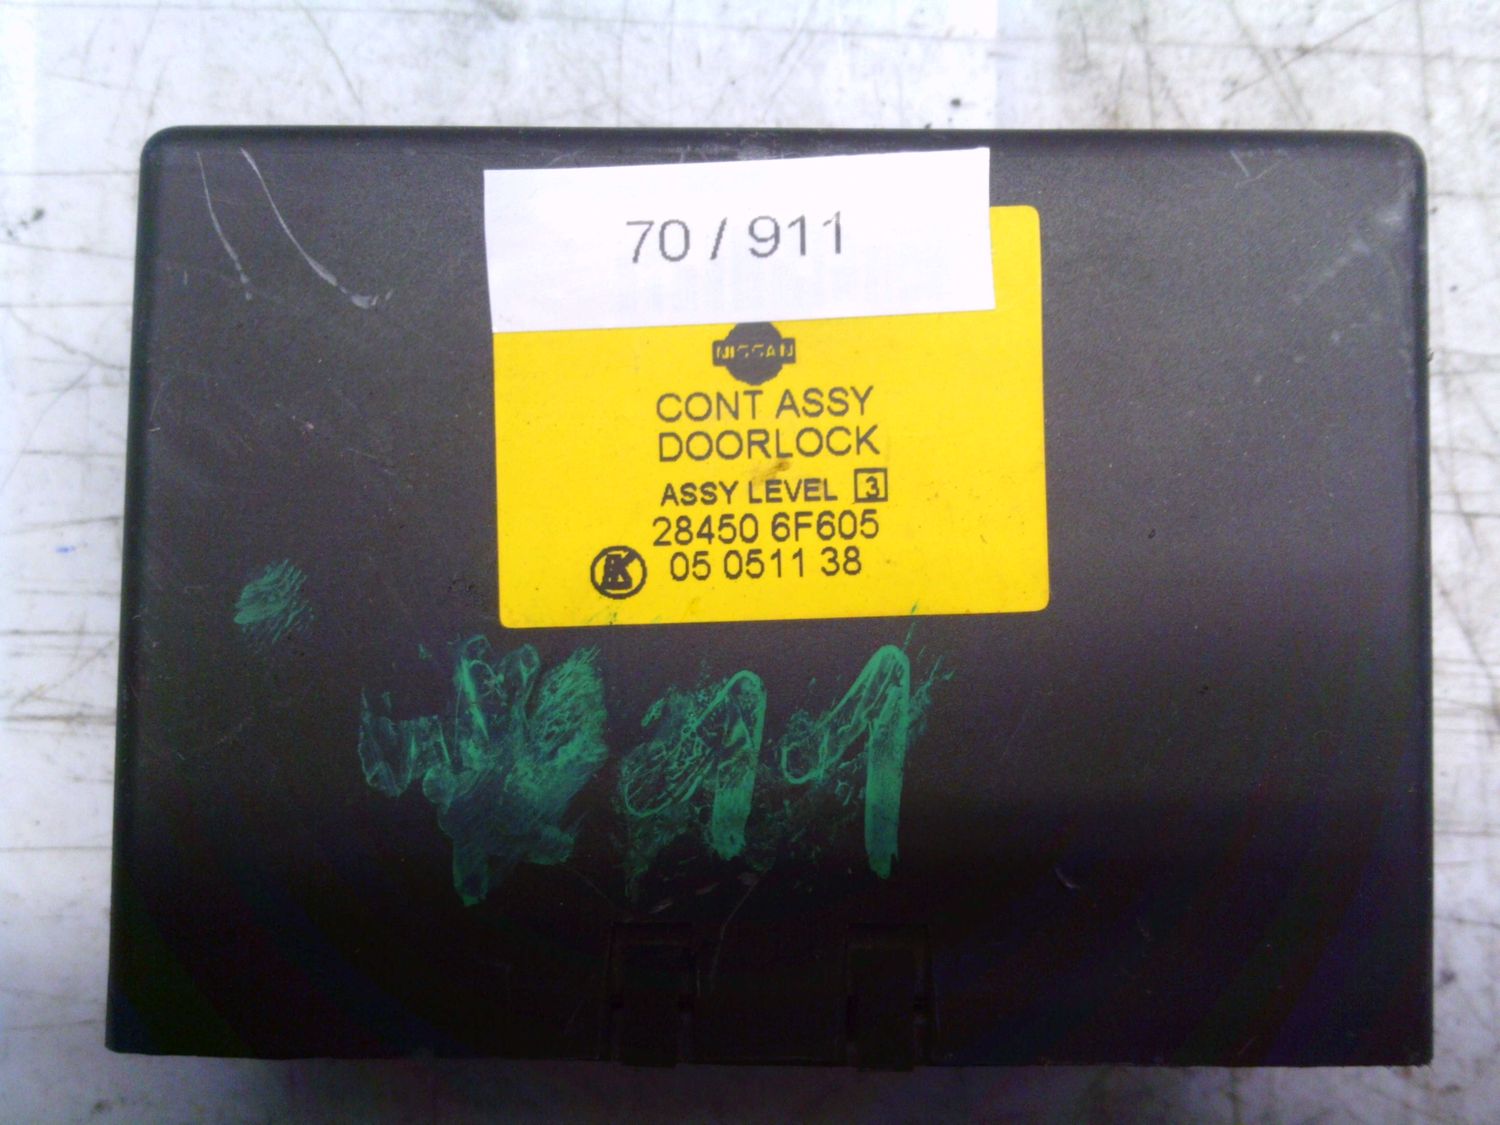 70 / 911
NISSAN
CONT ASSY
DOORLOCK
ASSY LEVEL 3
28450 6F605
05 0511 38